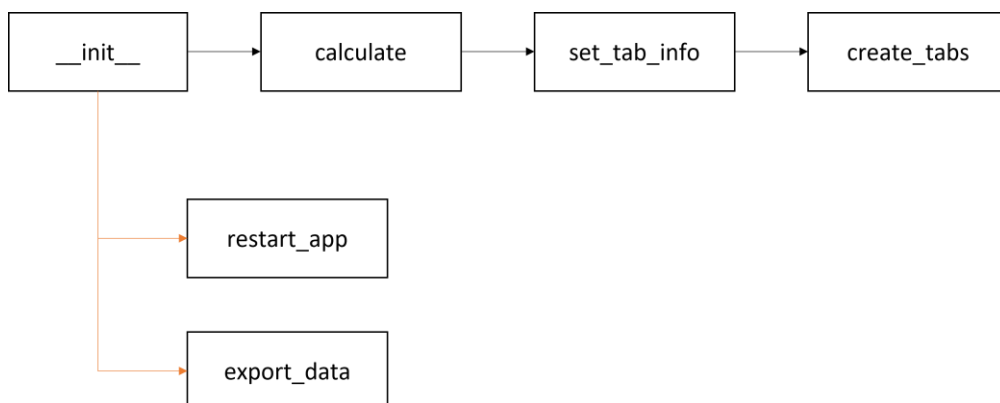 __init__
calculate
set_tab_info
create_tabs
restart_app
export_data